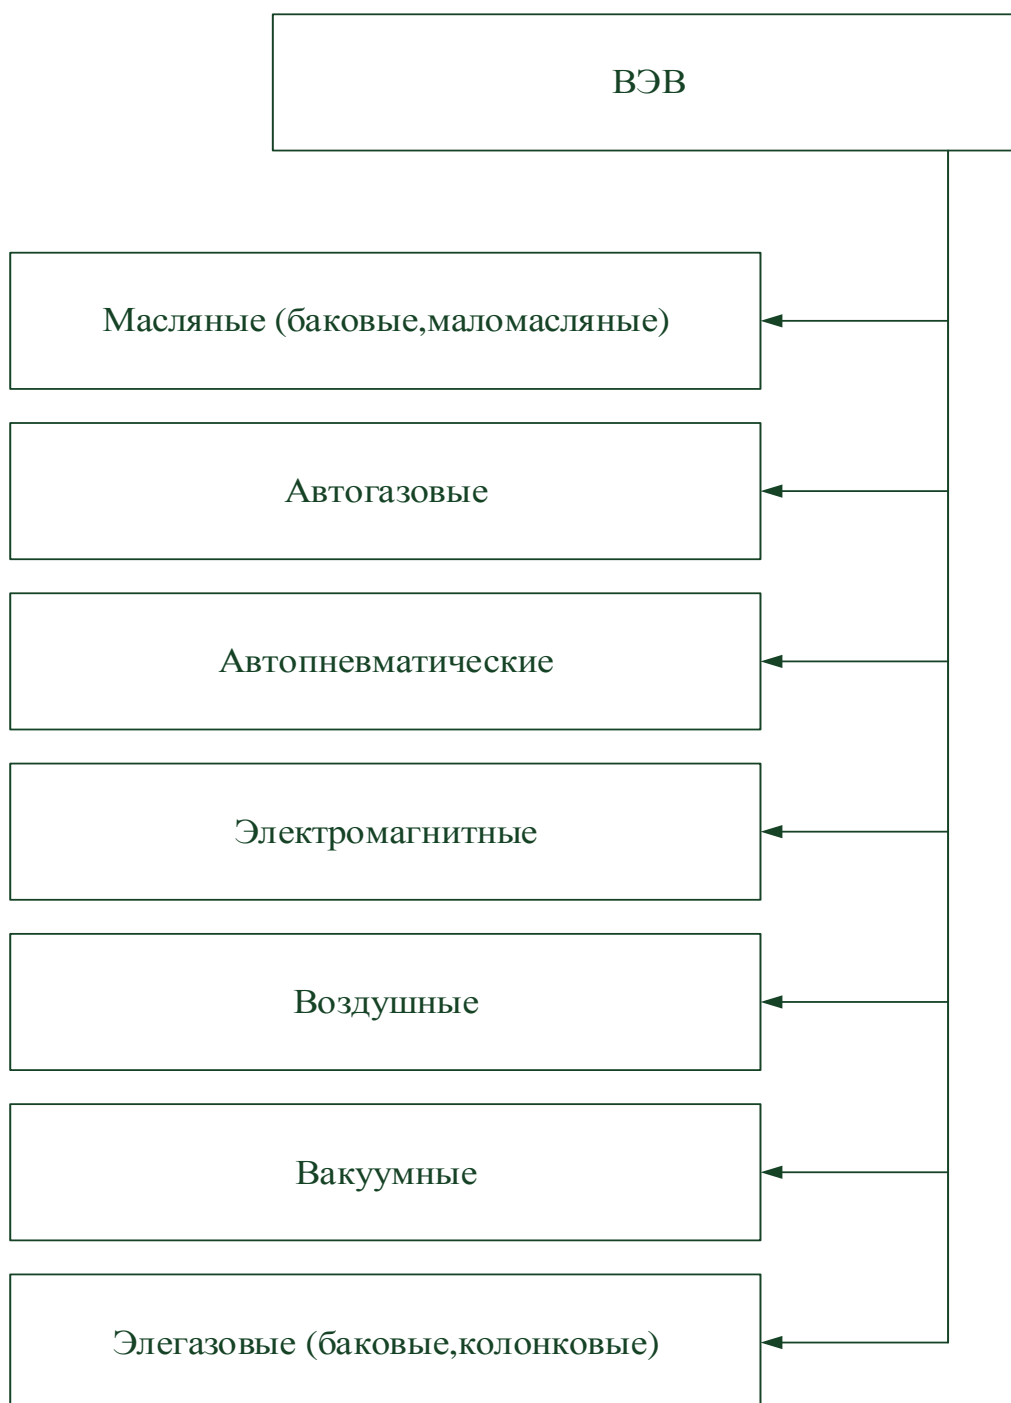 ВЭВ
Масляные (баковые,маломасляные)
Автогазовые
Автопневматические
Электромагнитные
Воздушные
Вакуумные
Элегазовые (баковые,колонковые)